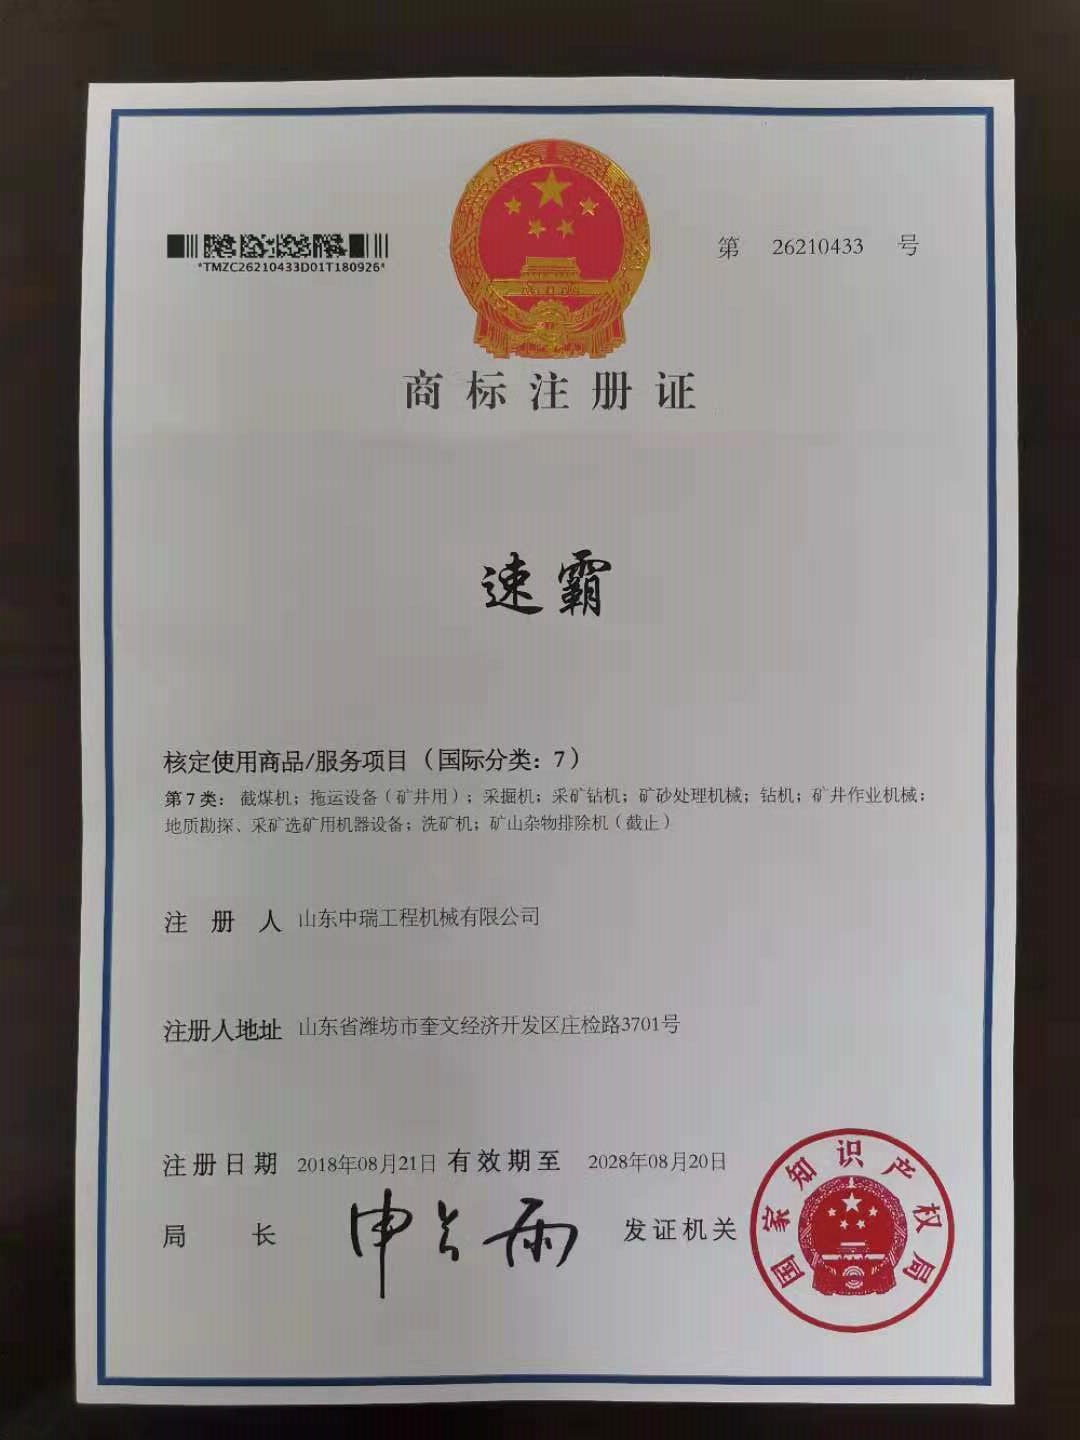 *TMZC26210433D01T180926*
第 26210433 号
商标注册证
速霸
核定使用商品/服务项目（国际分类：7）
第7类：截煤机；拖运设备（矿井用）；采掘机；采矿钻机；矿砂处理机械；钻机；矿井作业机械；
地质勘探、采矿选矿用机器设备；洗矿机；矿山杂物排除机（截止）
注册人 山东中瑞工程机械有限公司
注册人地址 山东省潍坊市奎文经济开发区庄检路3701号
注册日期 2018年08月21日 有效期至 2028年08月20日
局长 申长雨 发证机关
国家知识产权局